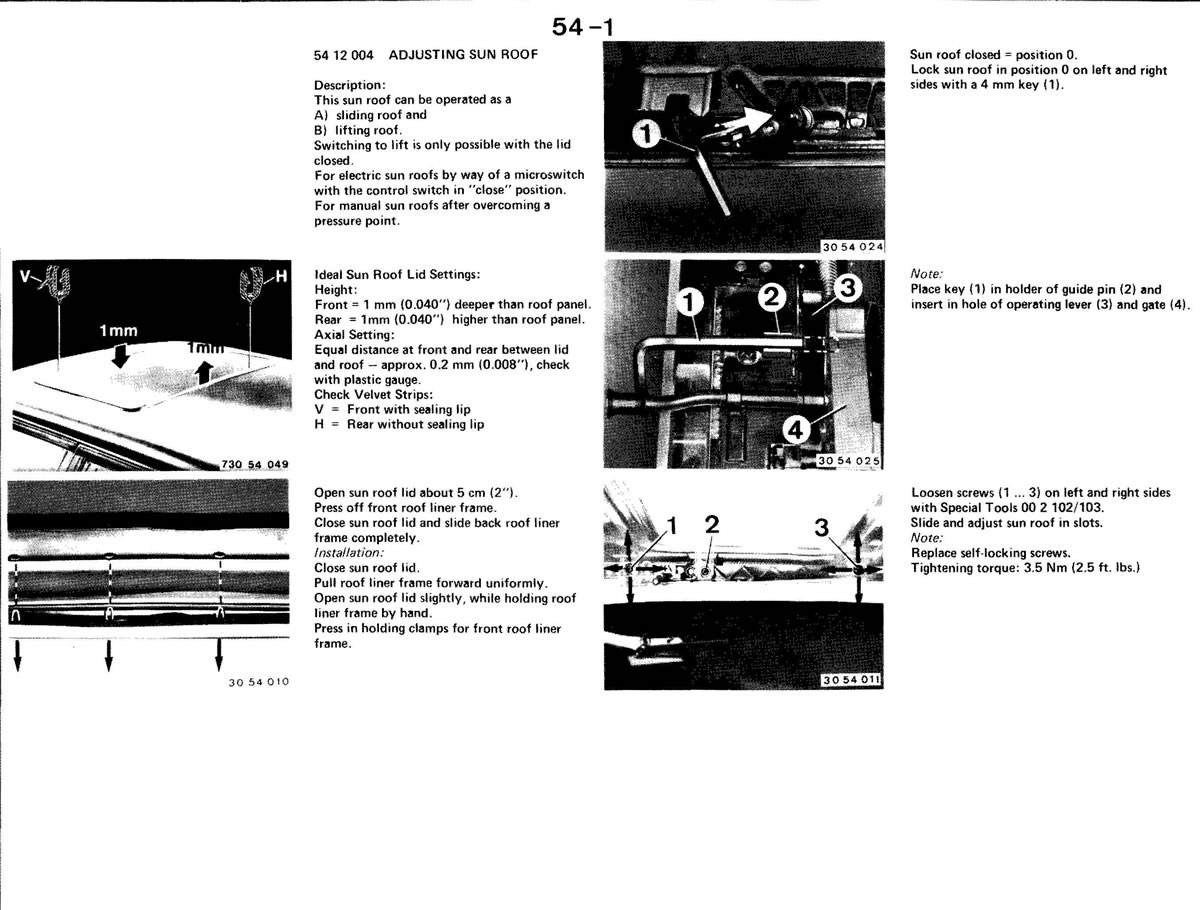 54-1
54 12 004 ADJUSTING SUN ROOF
Description:
This sun roof can be operated as a
A) sliding roof and
B) lifting roof.
Switching to lift is only possible with the lid
closed.
For electric sun roofs by way of a microswitch
with the control switch in "close" position.
For manual sun roofs after overcoming a
pressure point.
V
H
1mm
1mm
730 54 049
Ideal Sun Roof Lid Settings:
Height:
Front = 1 mm (0.040") deeper than roof panel.
Rear = 1mm (0.040") higher than roof panel.
Axial Setting:
Equal distance at front and rear between lid
and roof – approx. 0.2 mm (0.008"), check
with plastic gauge.
Check Velvet Strips:
V = Front with sealing lip
H = Rear without sealing lip
30 54 010
Open sun roof lid about 5 cm (2").
Press off front roof liner frame.
Close sun roof lid and slide back roof liner
frame completely.
Installation:
Close sun roof lid.
Pull roof liner frame forward uniformly.
Open sun roof lid slightly, while holding roof
liner frame by hand.
Press in holding clamps for front roof liner
frame.
1
30 54 024
Sun roof closed = position 0.
Lock sun roof in position 0 on left and right
sides with a 4 mm key (1).
1
2
3
4
30 54 025
Note:
Place key (1) in holder of guide pin (2) and
insert in hole of operating lever (3) and gate (4).
1
2
3
30 54 011
Loosen screws (1 ... 3) on left and right sides
with Special Tools 00 2 102/103.
Slide and adjust sun roof in slots.
Note:
Replace self-locking screws.
Tightening torque: 3.5 Nm (2.5 ft. lbs.)